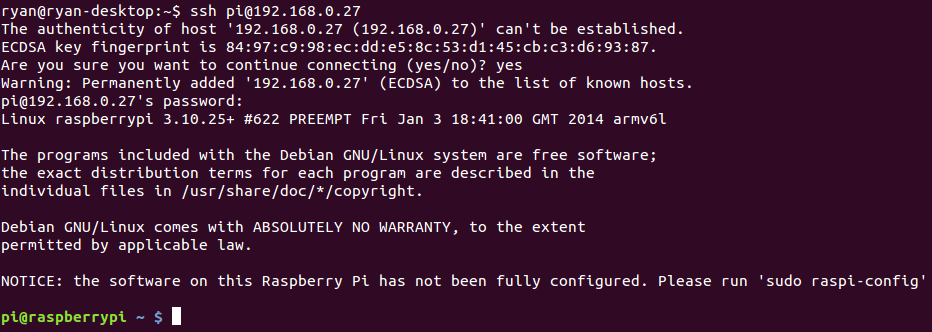 ryan@ryan-desktop:~$ ssh pi@192.168.0.27
The authenticity of host '192.168.0.27 (192.168.0.27)' can't be established.
ECDSA key fingerprint is 84:97:c9:98:ec:dd:e5:8c:53:d1:45:cb:c3:d6:93:87.
Are you sure you want to continue connecting (yes/no)? yes
Warning: Permanently added '192.168.0.27' (ECDSA) to the list of known hosts.
pi@192.168.0.27's password:
Linux raspberrypi 3.10.25+ #622 PREEMPT Fri Jan 3 18:41:00 GMT 2014 armv6l
The programs included with the Debian GNU/Linux system are free software;
the exact distribution terms for each program are described in the
individual files in /usr/share/doc/*/copyright.
Debian GNU/Linux comes with ABSOLUTELY NO WARRANTY, to the extent
permitted by applicable law.
NOTICE: the software on this Raspberry Pi has not been fully configured. Please run 'sudo raspi-config'
pi@raspberrypi ~ $